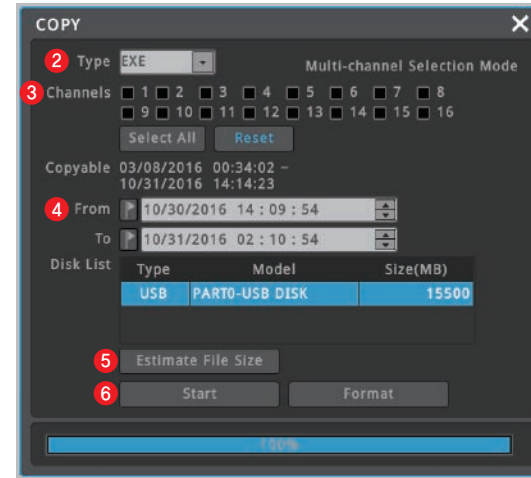 COPY
2 Type EXE Multi-channel Selection Mode
3 Channels 1 2 3 4 5 6 7 8
9 10 11 12 13 14 15 16
Select All Reset
Copyable 03/08/2016 00:34:02 ~
10/31/2016 14:14:23
4 From 10/30/2016 14 : 09 : 54
To 10/31/2016 02 : 10 : 54
Disk List Type Model Size(MB)
USB PART0-USB DISK 15500
5 Estimate File Size
6 Start Format
100%